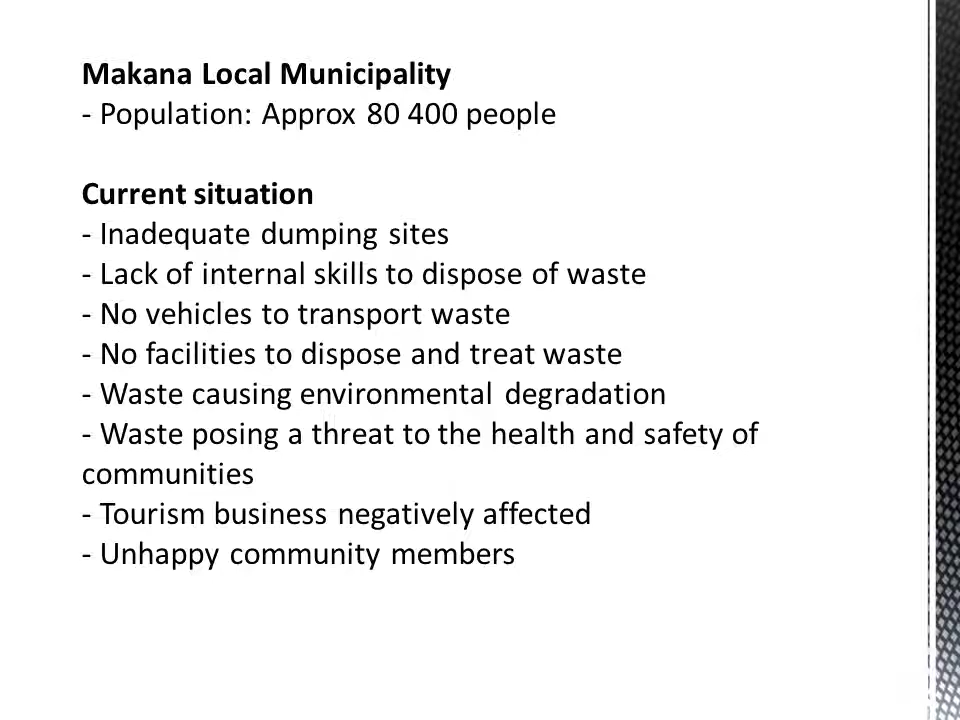 Makana Local Municipality
- Population: Approx 80 400 people
Current situation
- Inadequate dumping sites
- Lack of internal skills to dispose of waste
- No vehicles to transport waste
- No facilities to dispose and treat waste
- Waste causing environmental degradation
- Waste posing a threat to the health and safety of
communities
- Tourism business negatively affected
- Unhappy community members